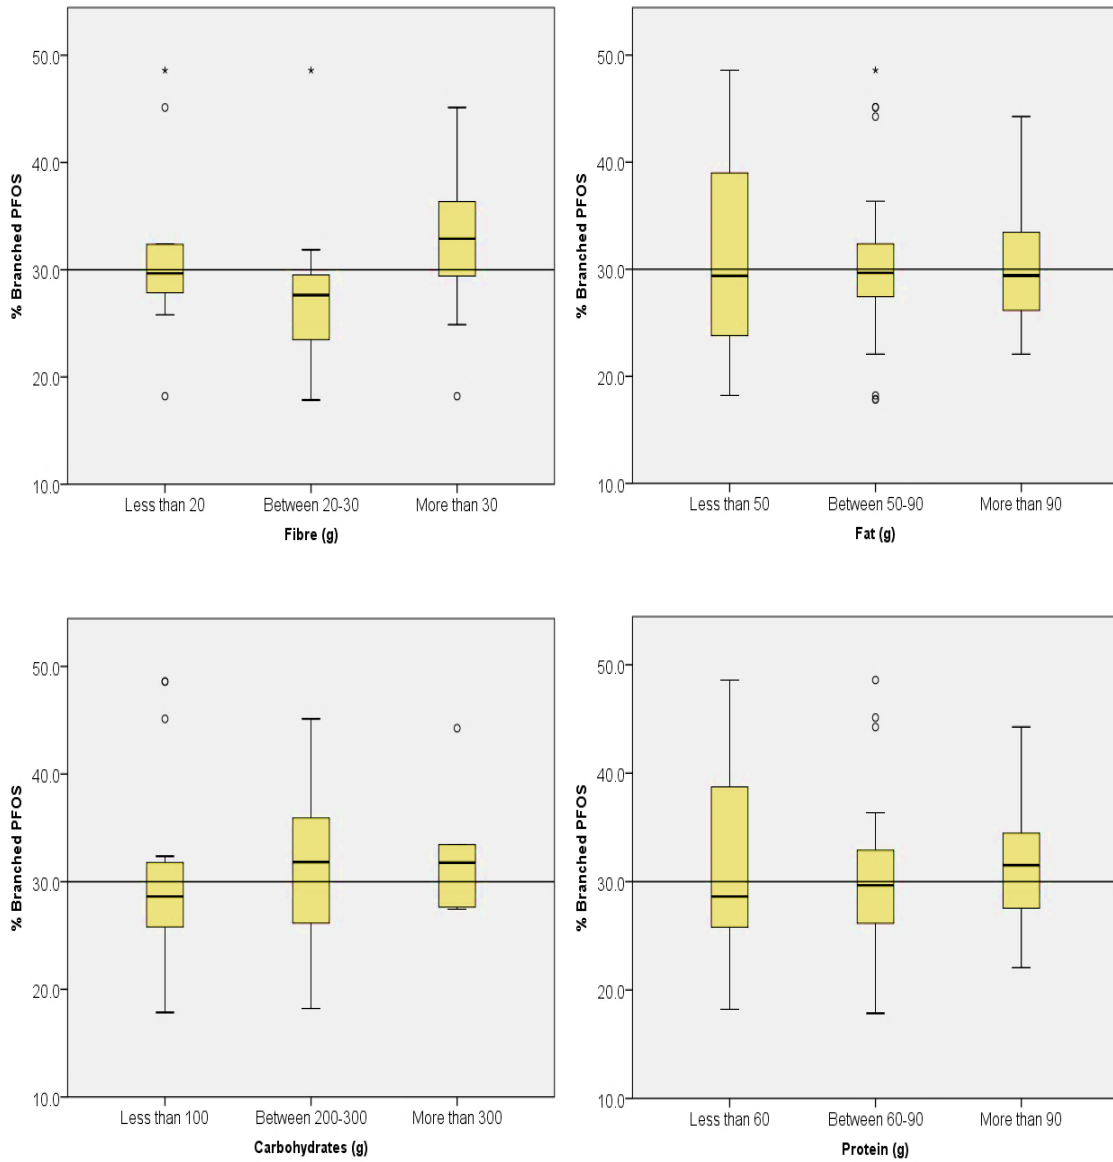 50.0
40.0
30.0
20.0
10.0
% Branched PFOS
*
*
Less than 20 Between 20-30 More than 30
Fibre (g)
50.0
40.0
30.0
20.0
10.0
% Branched PFOS
*
Less than 50 Between 50-90 More than 90
Fat (g)
50.0
40.0
30.0
20.0
10.0
% Branched PFOS
Less than 100 Between 200-300 More than 300
Carbohydrates (g)
50.0
40.0
30.0
20.0
10.0
% Branched PFOS
Less than 60 Between 60-90 More than 90
Protein (g)